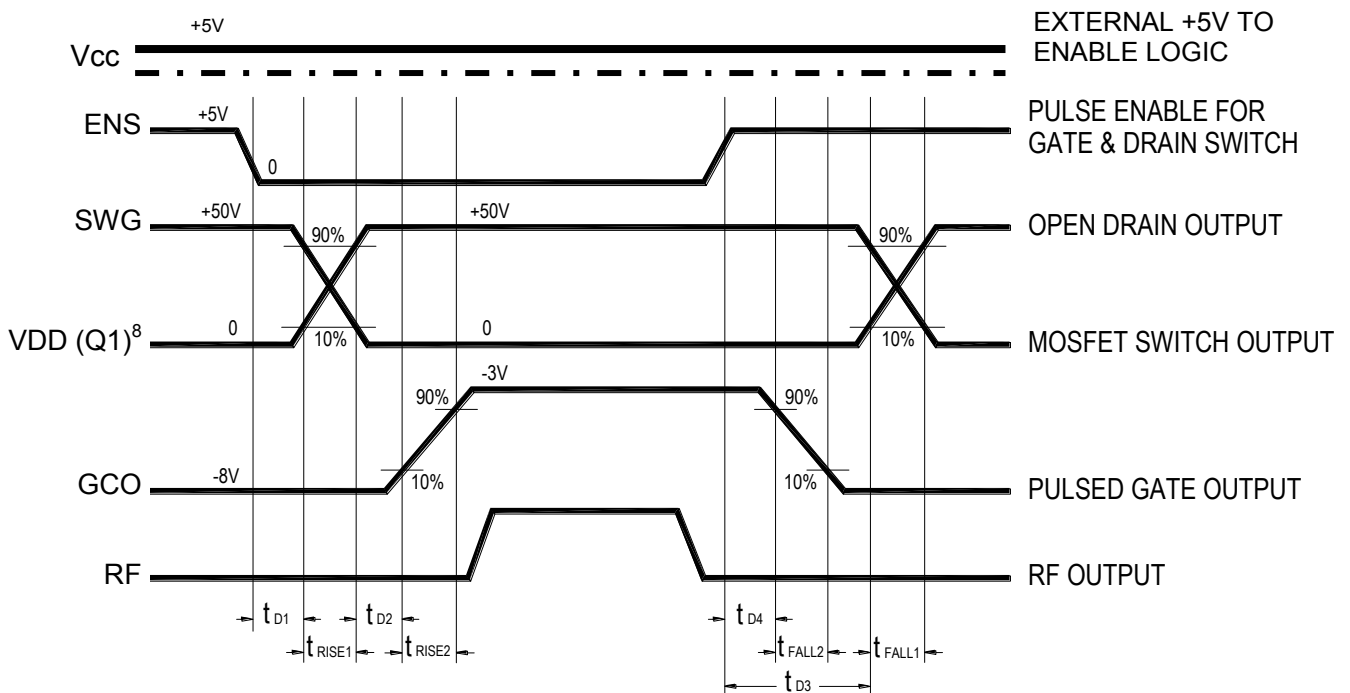 +5V
EXTERNAL +5V TO
Vcc
ENABLE LOGIC
ENS
+5V
0
PULSE ENABLE FOR
GATE & DRAIN SWITCH
SWG
+50V
+50V
OPEN DRAIN OUTPUT
90%
90%
VDD (Q1)8
0
10%
0
10%
MOSFET SWITCH OUTPUT
-3V
90%
90%
GCO
-8V
10%
10%
PULSED GATE OUTPUT
RF
RF OUTPUT
tD1
tD2
tD4
tRISE1
tRISE2
tFALL2
tFALL1
tD3